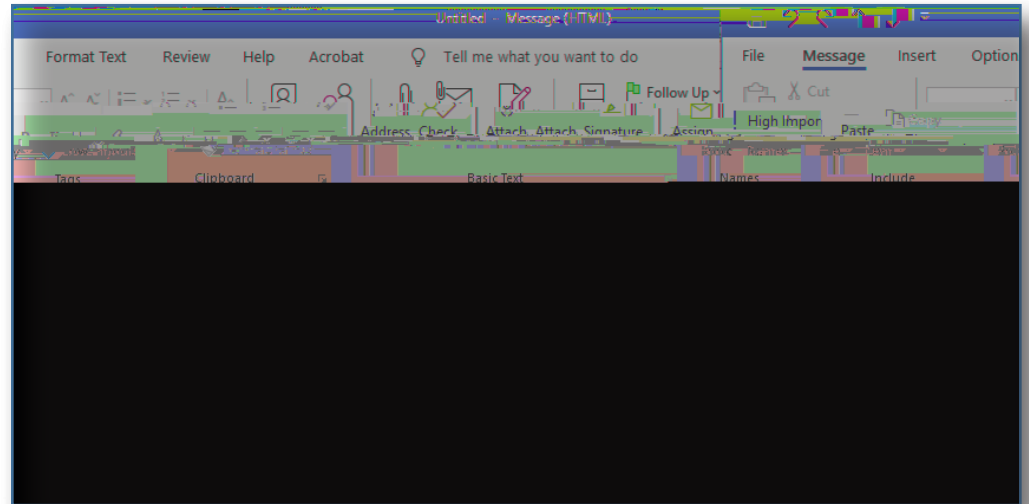 Untitled - Message (HTML)
Format Text Review Help Acrobat Tell me what you want to do File Message Insert Option
Follow Up Cut
High Impor Paste
Address Check Attach Attach Signature Assign
Tags Clipboard Basic Text Names Include